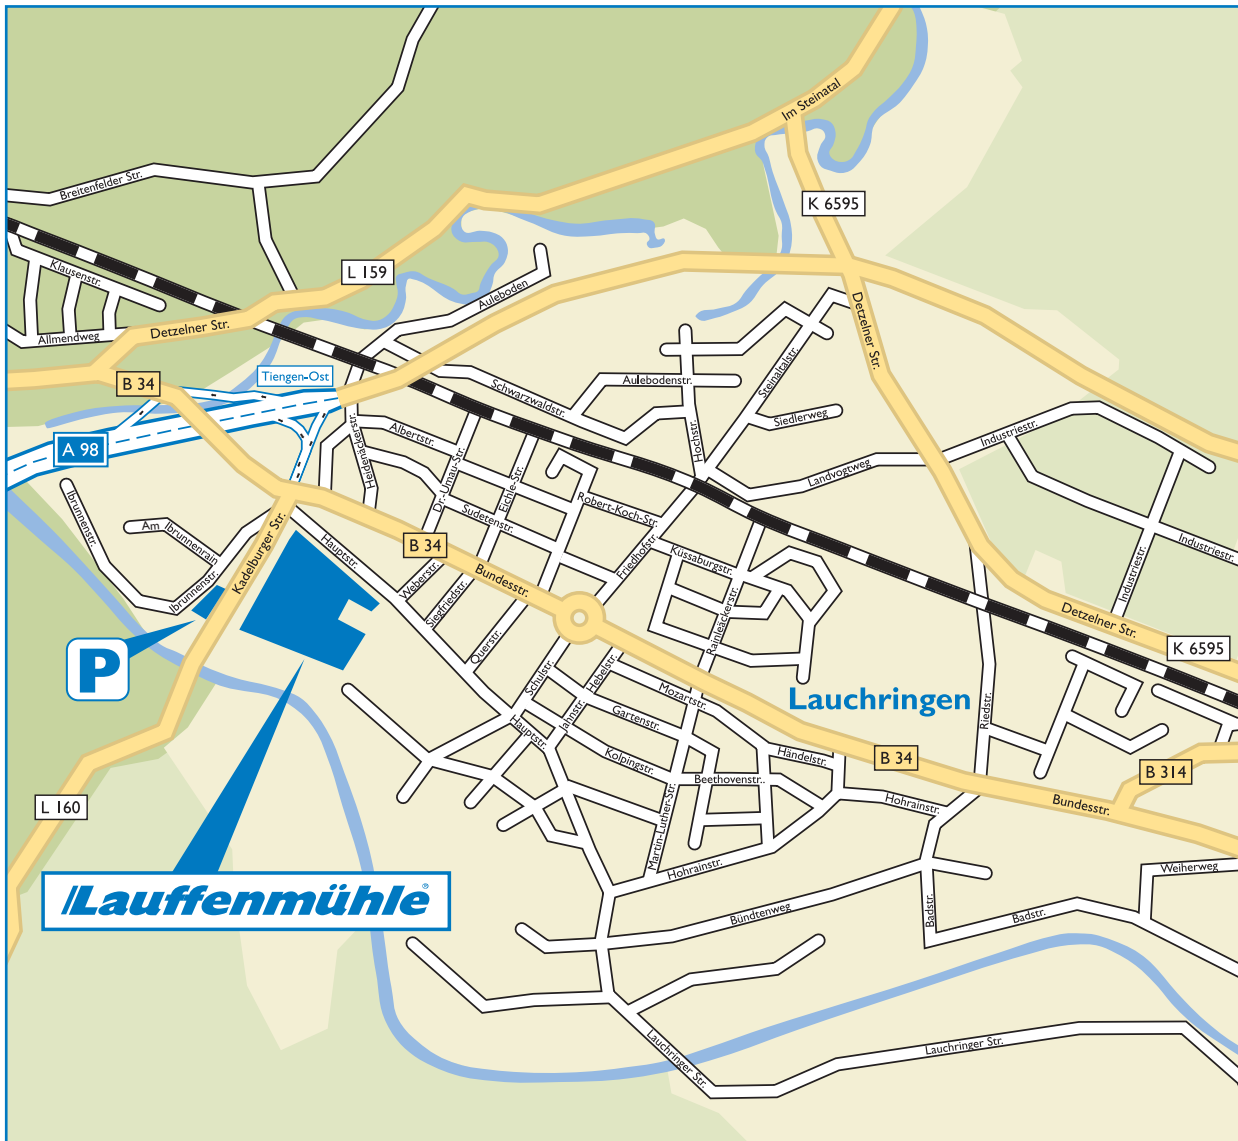 Im Steinatal
Breitenfelder Str.
K 6595
Klausenstr.
L 159
Auleboden
Detzelner Str.
Allmendweg
Detzelner Str.
Steinaltalstr.
Tiengen-Ost
B 34
Schwarzwaldstr.
Aulebodenstr.
Siedlerweg
Hochstr.
Industriestr.
A 98
Heidenäckerstr.
Albertstr.
Dr.-Umau-Str.
Eichle-Str.
Landvogtweg
Ibrunnenstr.
Sudetenstr.
Robert-Koch-Str.
Am Ibrunnenrain
Kadelburger Str.
Hauptstr.
B 34
Friedhofstr.
Küssaburgstr.
Industriestr.
Industriestr.
Ibrunnenstr.
Weberstr.
Siegfriedstr.
Bundesstr.
Rainleäckerstr.
Detzelner Str.
K 6595
P
Querstr.
Schulstr.
Hebelstr.
Mozartstr.
Lauchringen
Riedstr.
Hauptstr.
Jahnstr.
Gartenstr.
Kolpingstr.
Händelstr.
B 34
B 314
Beethovenstr..
L 160
Martin-Luther-Str.
Hohrainstr.
Bundesstr.
Hohrainstr.
Weiherweg
Lauffenmühle®
Bündtenweg
Badstr.
Badstr.
Lauchringer Str.
Lauchringer Str.